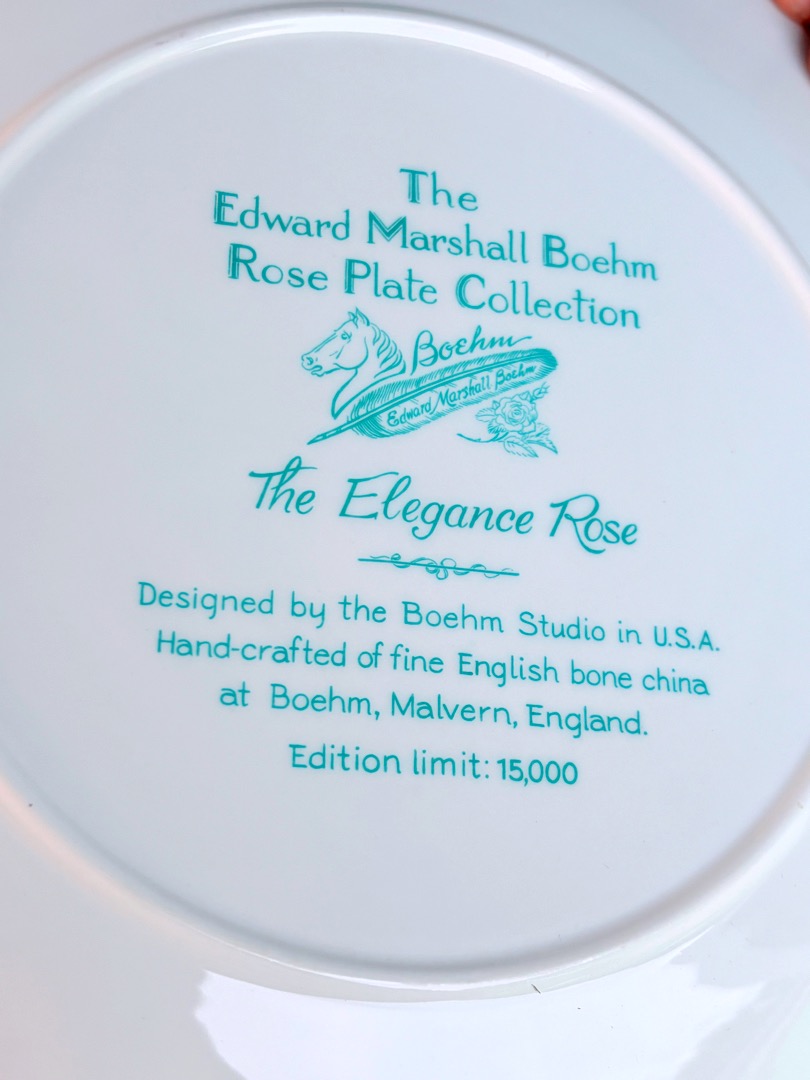 The
Edward Marshall Boehm
Rose Plate Collection
Boehm
Edward Marshall Boehm
The Elegance Rose
Designed by the Boehm Studio in U.S.A.
Hand-crafted of fine English bone china
at Boehm, Malvern, England.
Edition limit: 15,000